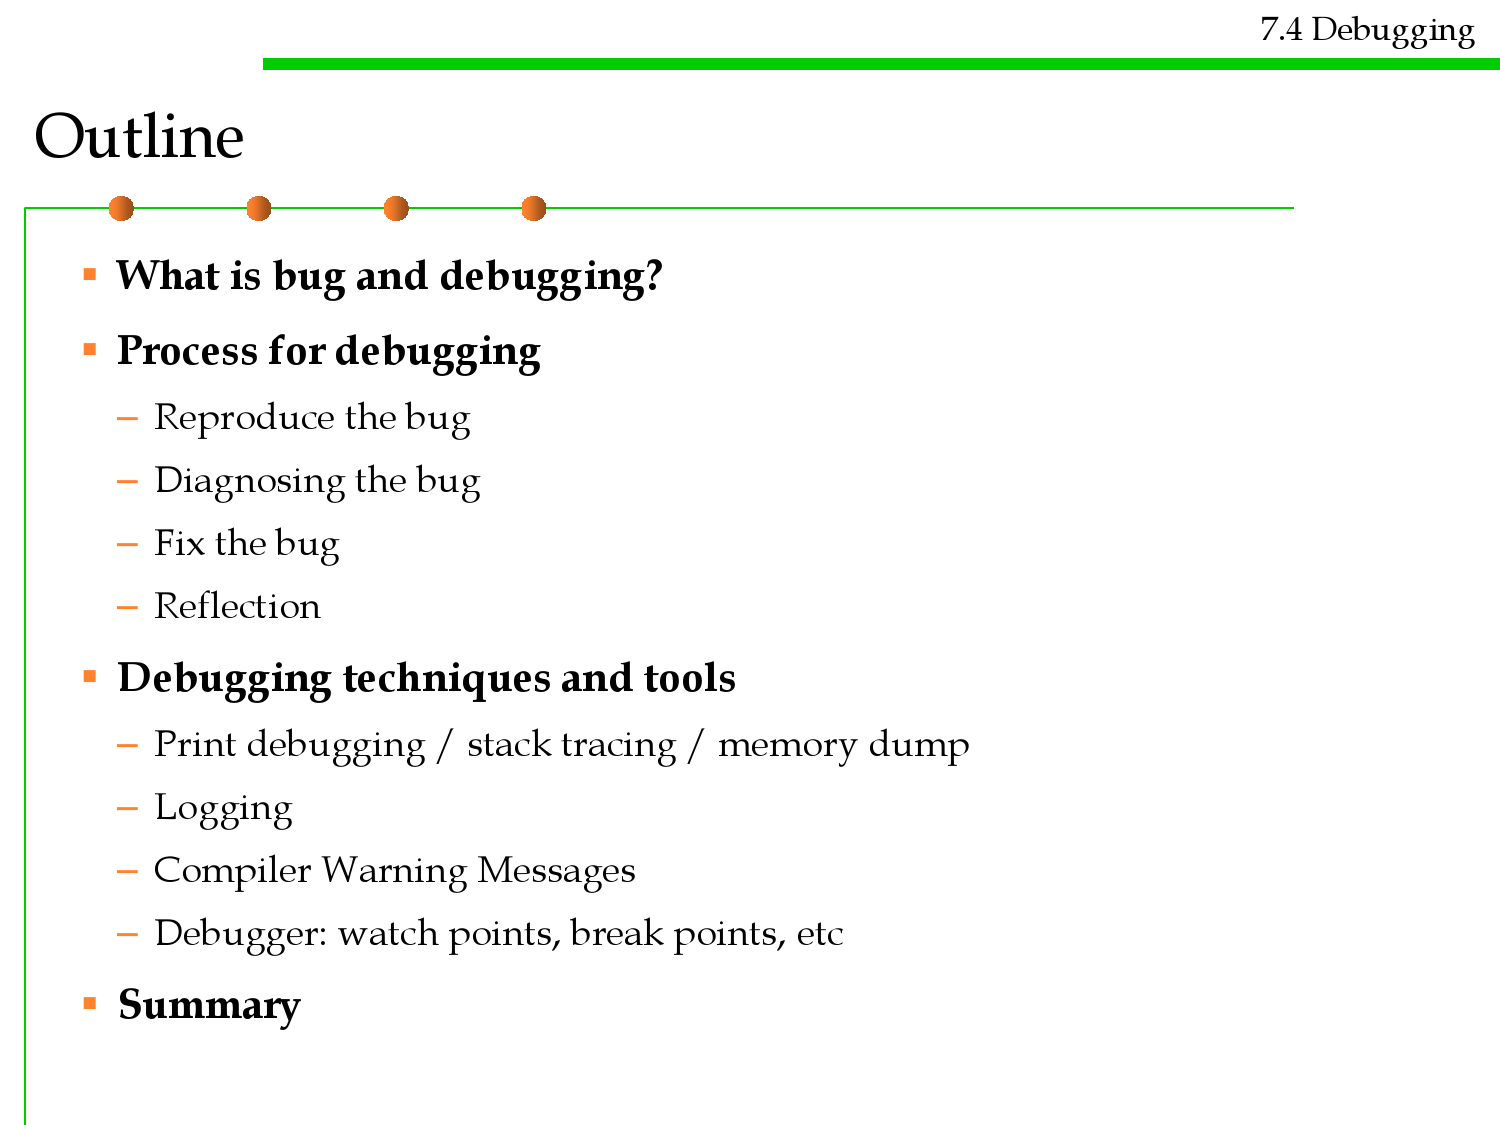 7.4 Debugging
Outline
▪ What is bug and debugging?
▪ Process for debugging
– Reproduce the bug
– Diagnosing the bug
– Fix the bug
– Reflection
▪ Debugging techniques and tools
– Print debugging / stack tracing / memory dump
– Logging
– Compiler Warning Messages
– Debugger: watch points, break points, etc
▪ Summary